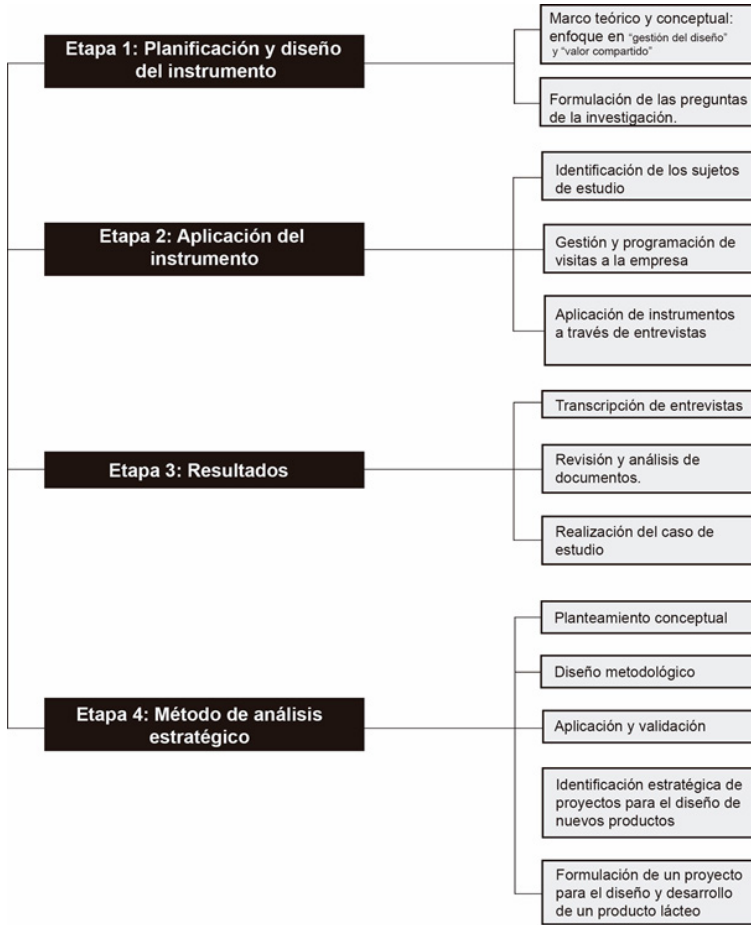 Etapa 1: Planificación y diseño
del instrumento
Marco teórico y conceptual:
enfoque en “gestión del diseño”
y “valor compartido”
Formulación de las preguntas
de la investigación.
Etapa 2: Aplicación del
instrumento
Identificación de los sujetos
de estudio
Gestión y programación de
visitas a la empresa
Aplicación de instrumentos
a través de entrevistas
Etapa 3: Resultados
Transcripción de entrevistas
Revisión y análisis de
documentos.
Realización del caso de
estudio
Etapa 4: Método de análisis
estratégico
Planteamiento conceptual
Diseño metodológico
Aplicación y validación
Identificación estratégica de
proyectos para el diseño de
nuevos productos
Formulación de un proyecto
para el diseño y desarrollo
de un producto lácteo